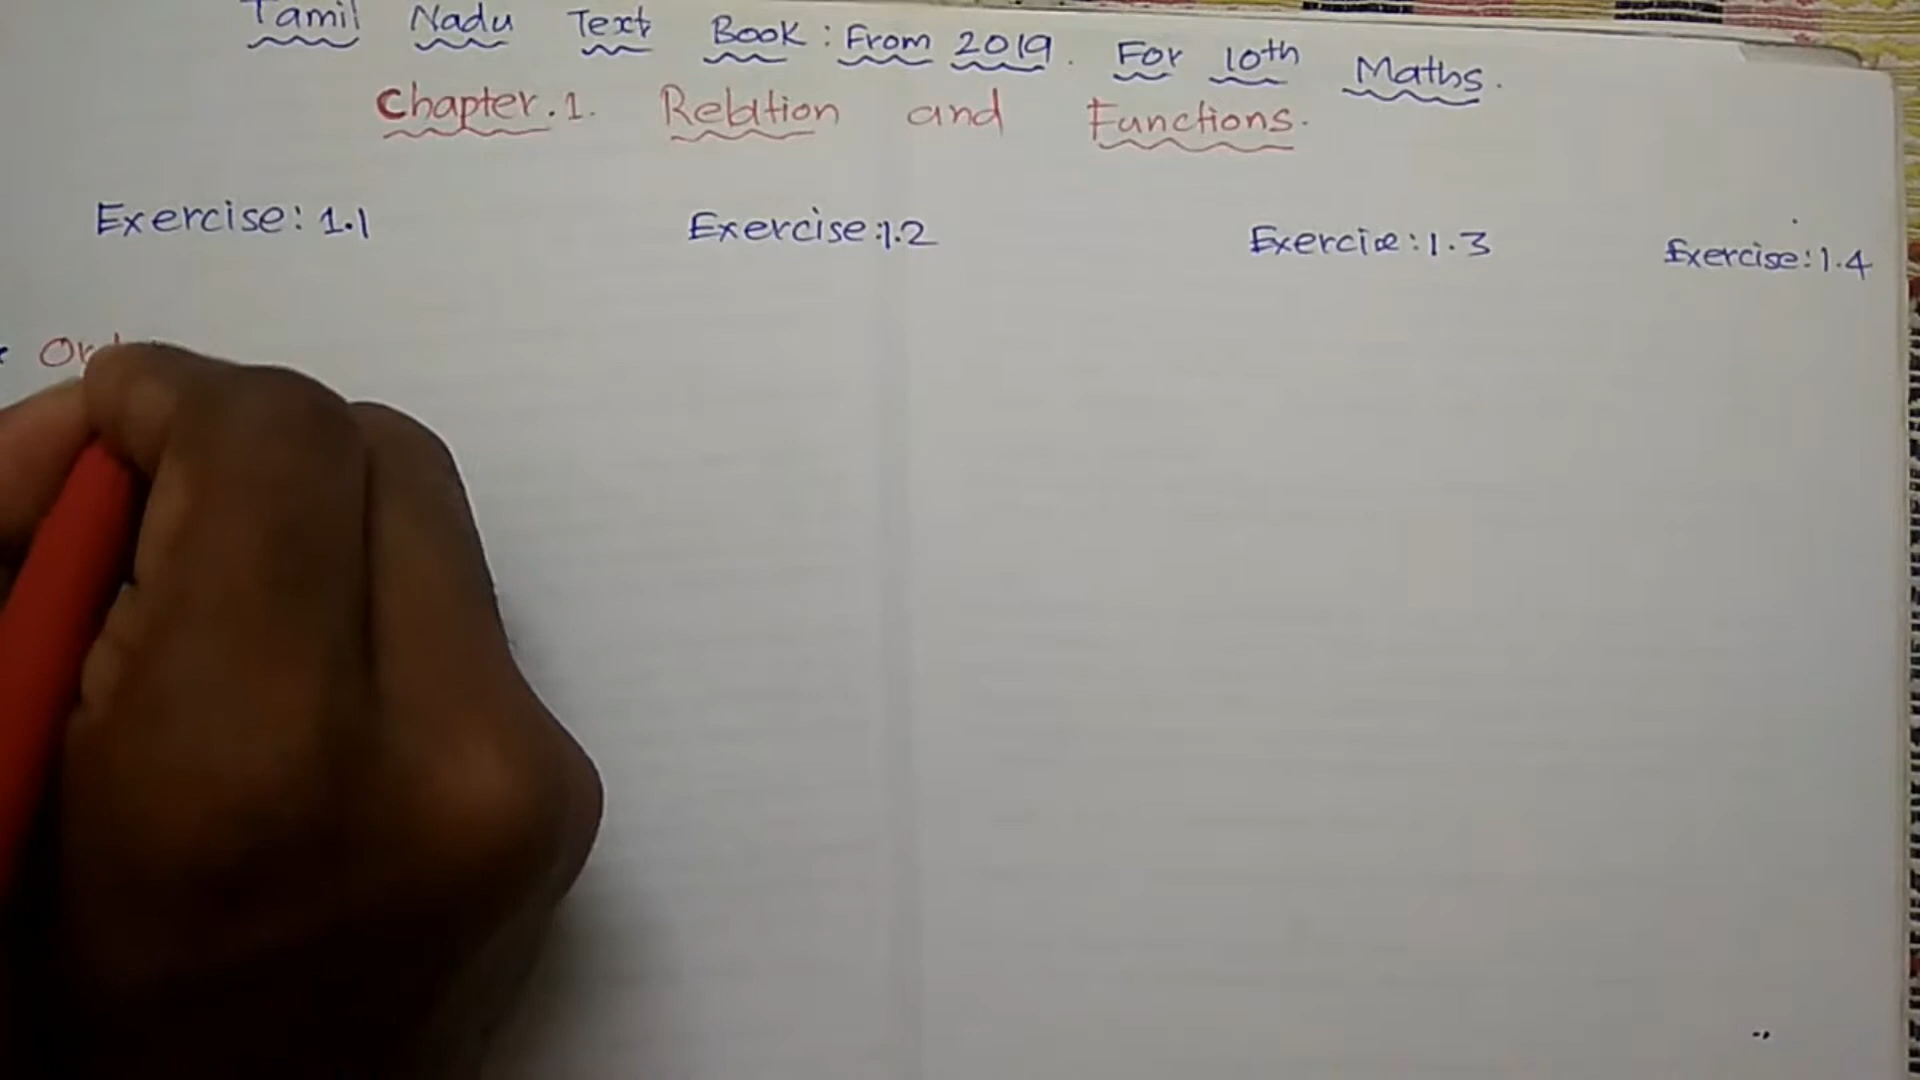 Tamil Nadu Text Book : From 2019. For 10th Maths.
Chapter.1. Relation and Functions.
Exercise: 1.1 Exercise:1.2 Exercise:1.3 Exercise:1.4